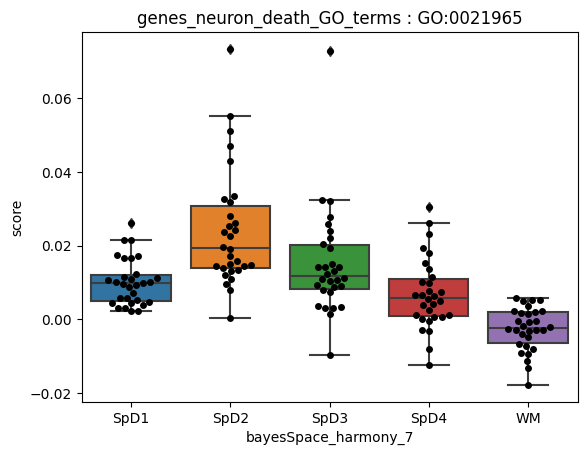 genes_neuron_death_GO_terms : GO:0021965
score
0.06
0.04
0.02
0.00
−0.02
SpD1 SpD2 SpD3 SpD4 WM
bayesSpace_harmony_7